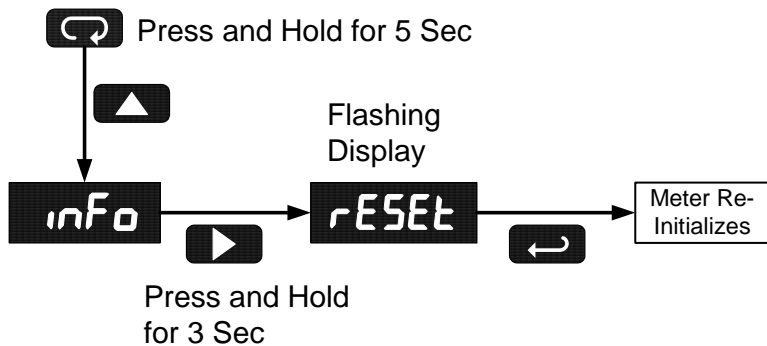 Press and Hold for 5 Sec
Flashing
Display
inFo
rESEt
Meter Re-
Initializes
Press and Hold
for 3 Sec